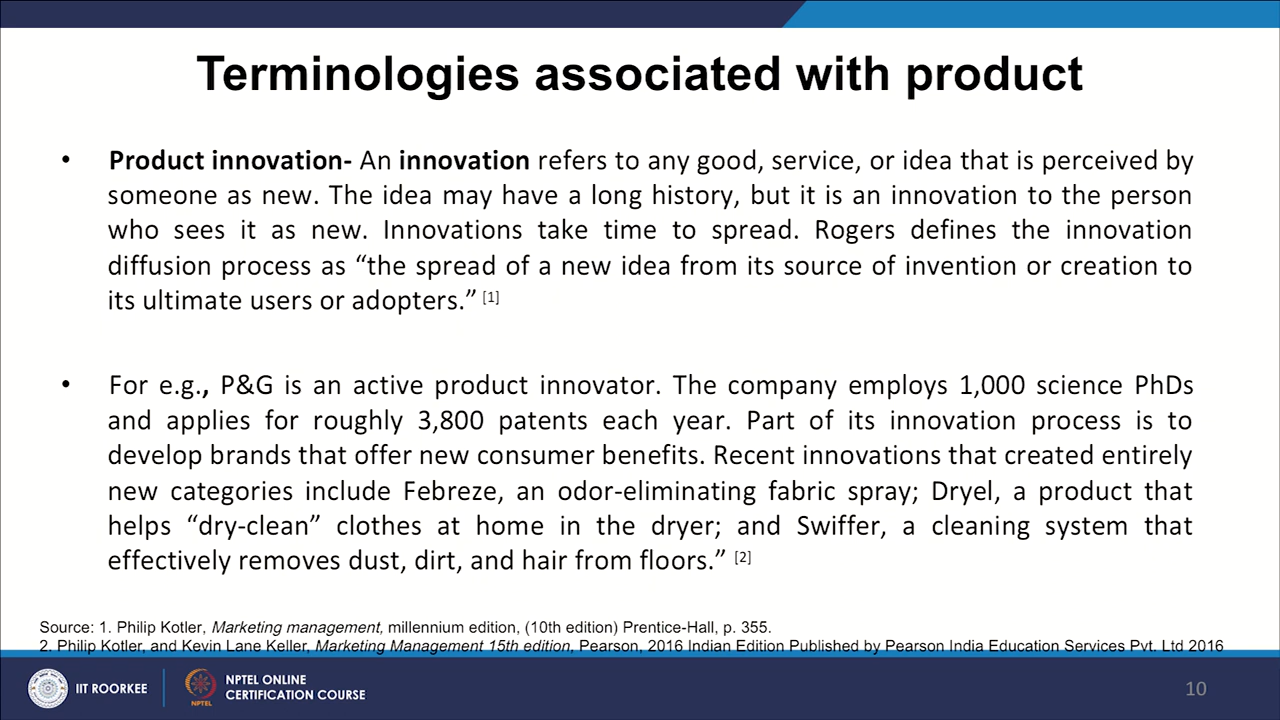 Terminologies associated with product
• Product innovation- An innovation refers to any good, service, or idea that is perceived by
someone as new. The idea may have a long history, but it is an innovation to the person
who sees it as new. Innovations take time to spread. Rogers defines the innovation
diffusion process as “the spread of a new idea from its source of invention or creation to
its ultimate users or adopters.” [1]
• For e.g., P&G is an active product innovator. The company employs 1,000 science PhDs
and applies for roughly 3,800 patents each year. Part of its innovation process is to
develop brands that offer new consumer benefits. Recent innovations that created entirely
new categories include Febreze, an odor-eliminating fabric spray; Dryel, a product that
helps “dry-clean” clothes at home in the dryer; and Swiffer, a cleaning system that
effectively removes dust, dirt, and hair from floors.” [2]
Source: 1. Philip Kotler, Marketing management, millennium edition, (10th edition) Prentice-Hall, p. 355.
2. Philip Kotler, and Kevin Lane Keller, Marketing Management 15th edition, Pearson, 2016 Indian Edition Published by Pearson India Education Services Pvt. Ltd 2016
IIT ROORKEE
NPTEL
NPTEL ONLINE
CERTIFICATION COURSE
10